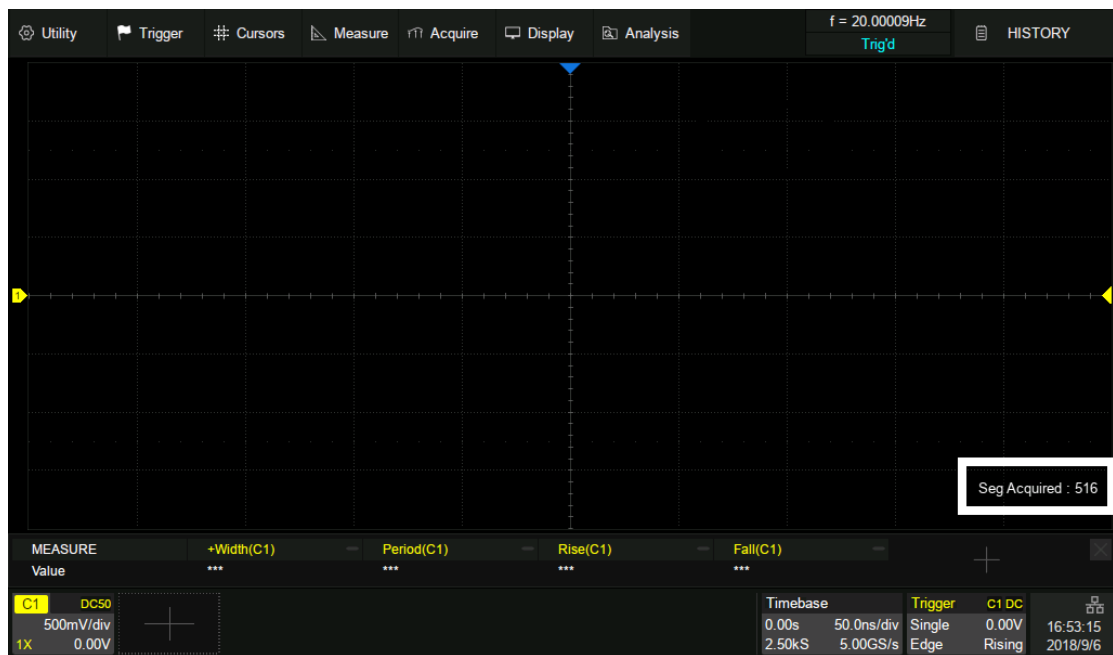 Utility Trigger Cursors Measure Acquire Display Analysis f = 20.00009Hz HISTORY
Trig'd
1
Seg Acquired : 516
MEASURE +Width(C1) Period(C1) Rise(C1) Fall(C1)
Value *** *** *** ***
C1 DC50 Timebase Trigger C1 DC
500mV/div 0.00s 50.0ns/div Single 0.00V 16:53:15
1X 0.00V 2.50kS 5.00GS/s Edge Rising 2018/9/6